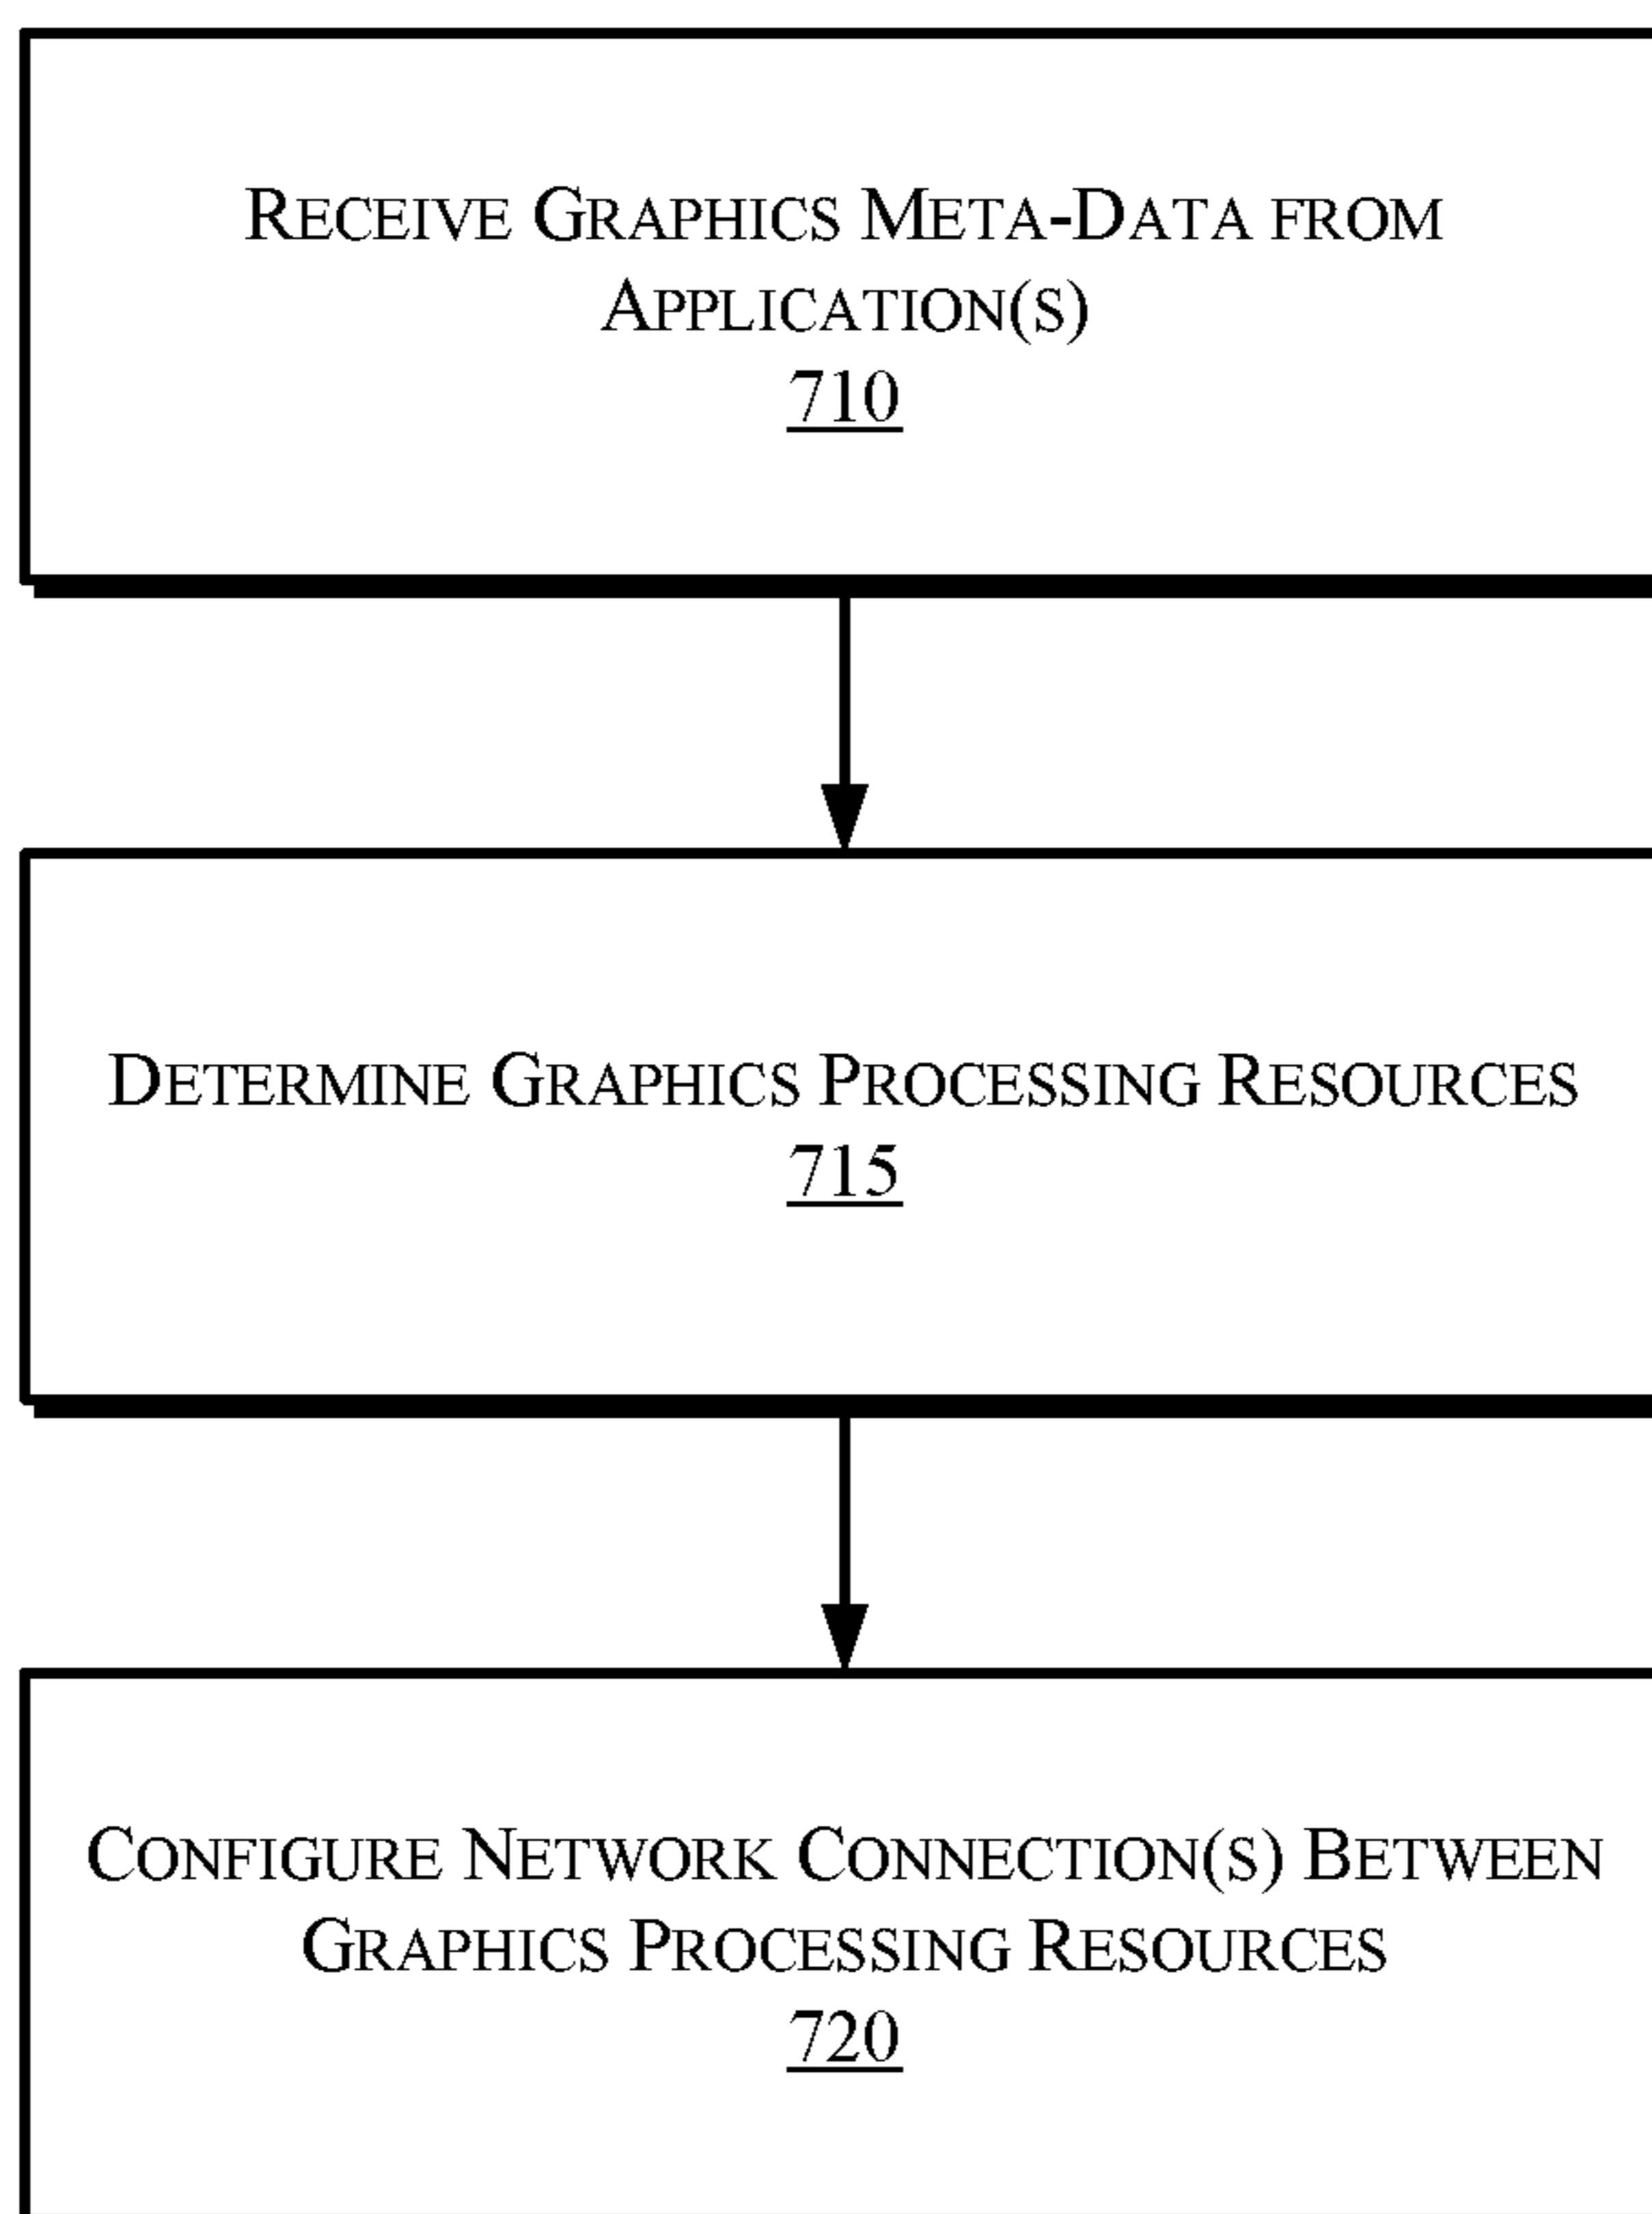 Receive Graphics Meta-Data from
Application(s)
710
Determine Graphics Processing Resources
715
Configure Network Connection(s) Between
Graphics Processing Resources
720